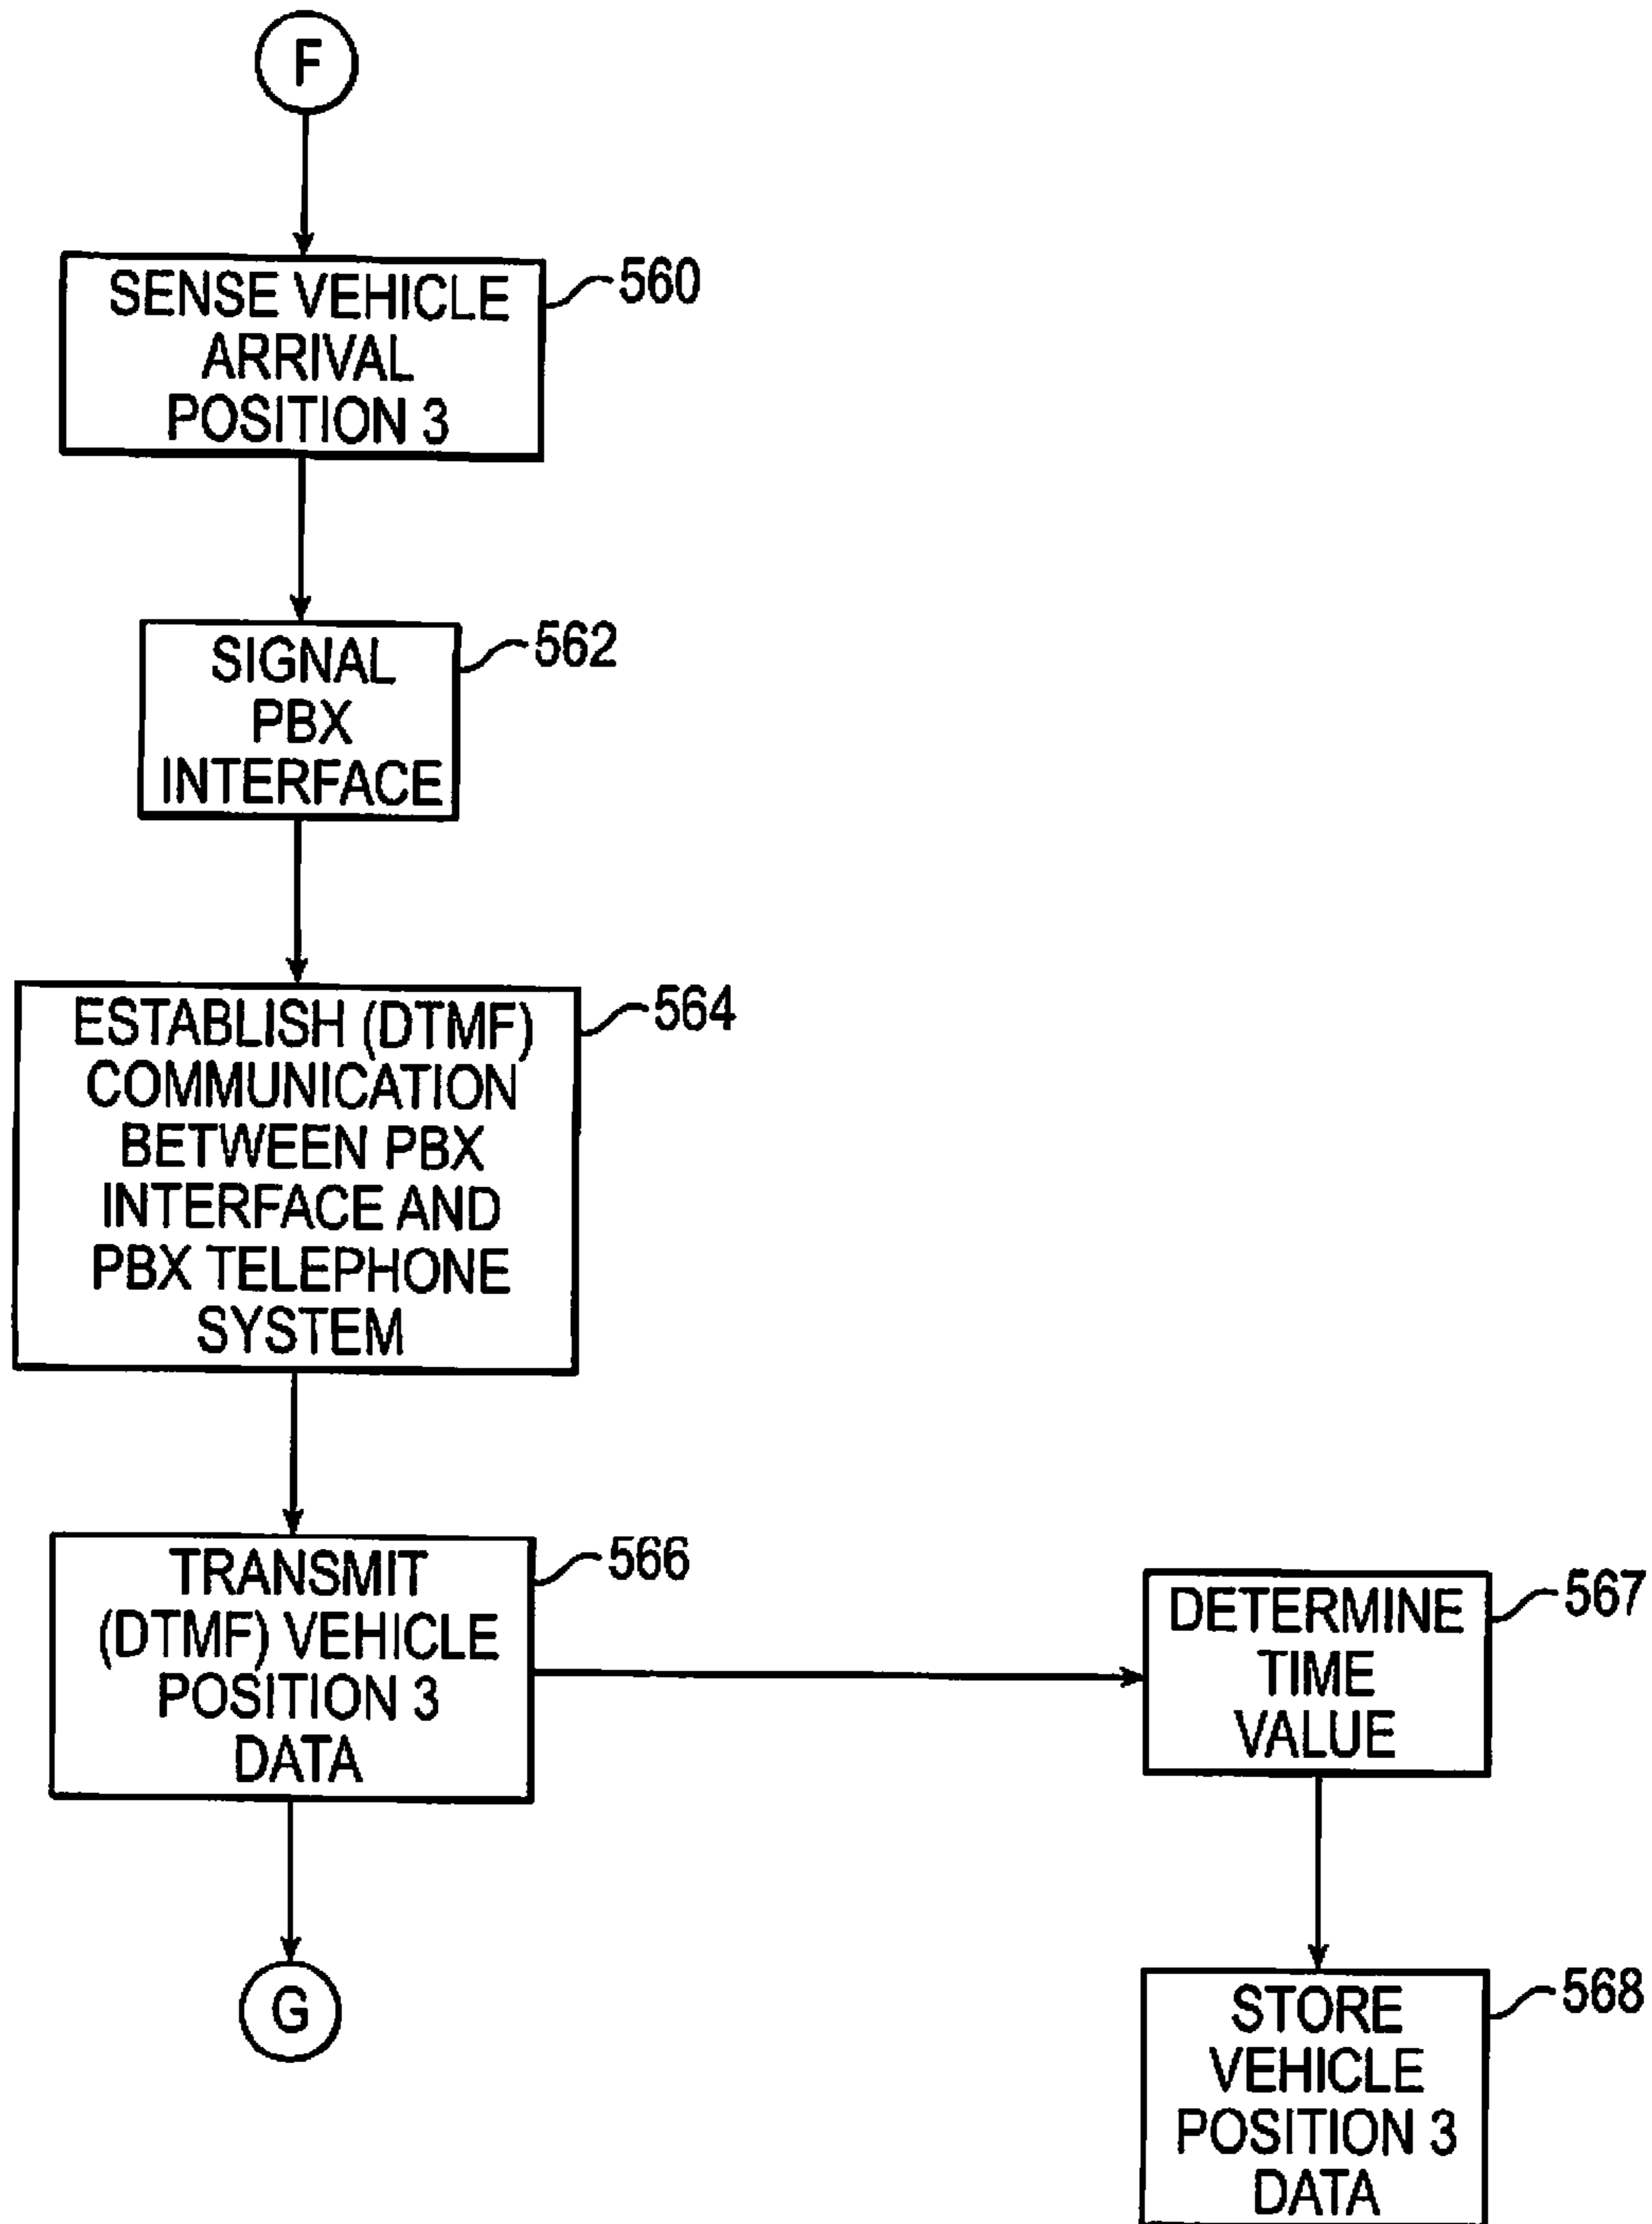 F
SENSE VEHICLE
ARRIVAL
POSITION 3
560
SIGNAL
PBX
INTERFACE
562
ESTABLISH (DTMF)
COMMUNICATION
BETWEEN PBX
INTERFACE AND
PBX TELEPHONE
SYSTEM
564
TRANSMIT
(DTMF) VEHICLE
POSITION 3
DATA
566
DETERMINE
TIME
VALUE
567
G
STORE
VEHICLE
POSITION 3
DATA
568